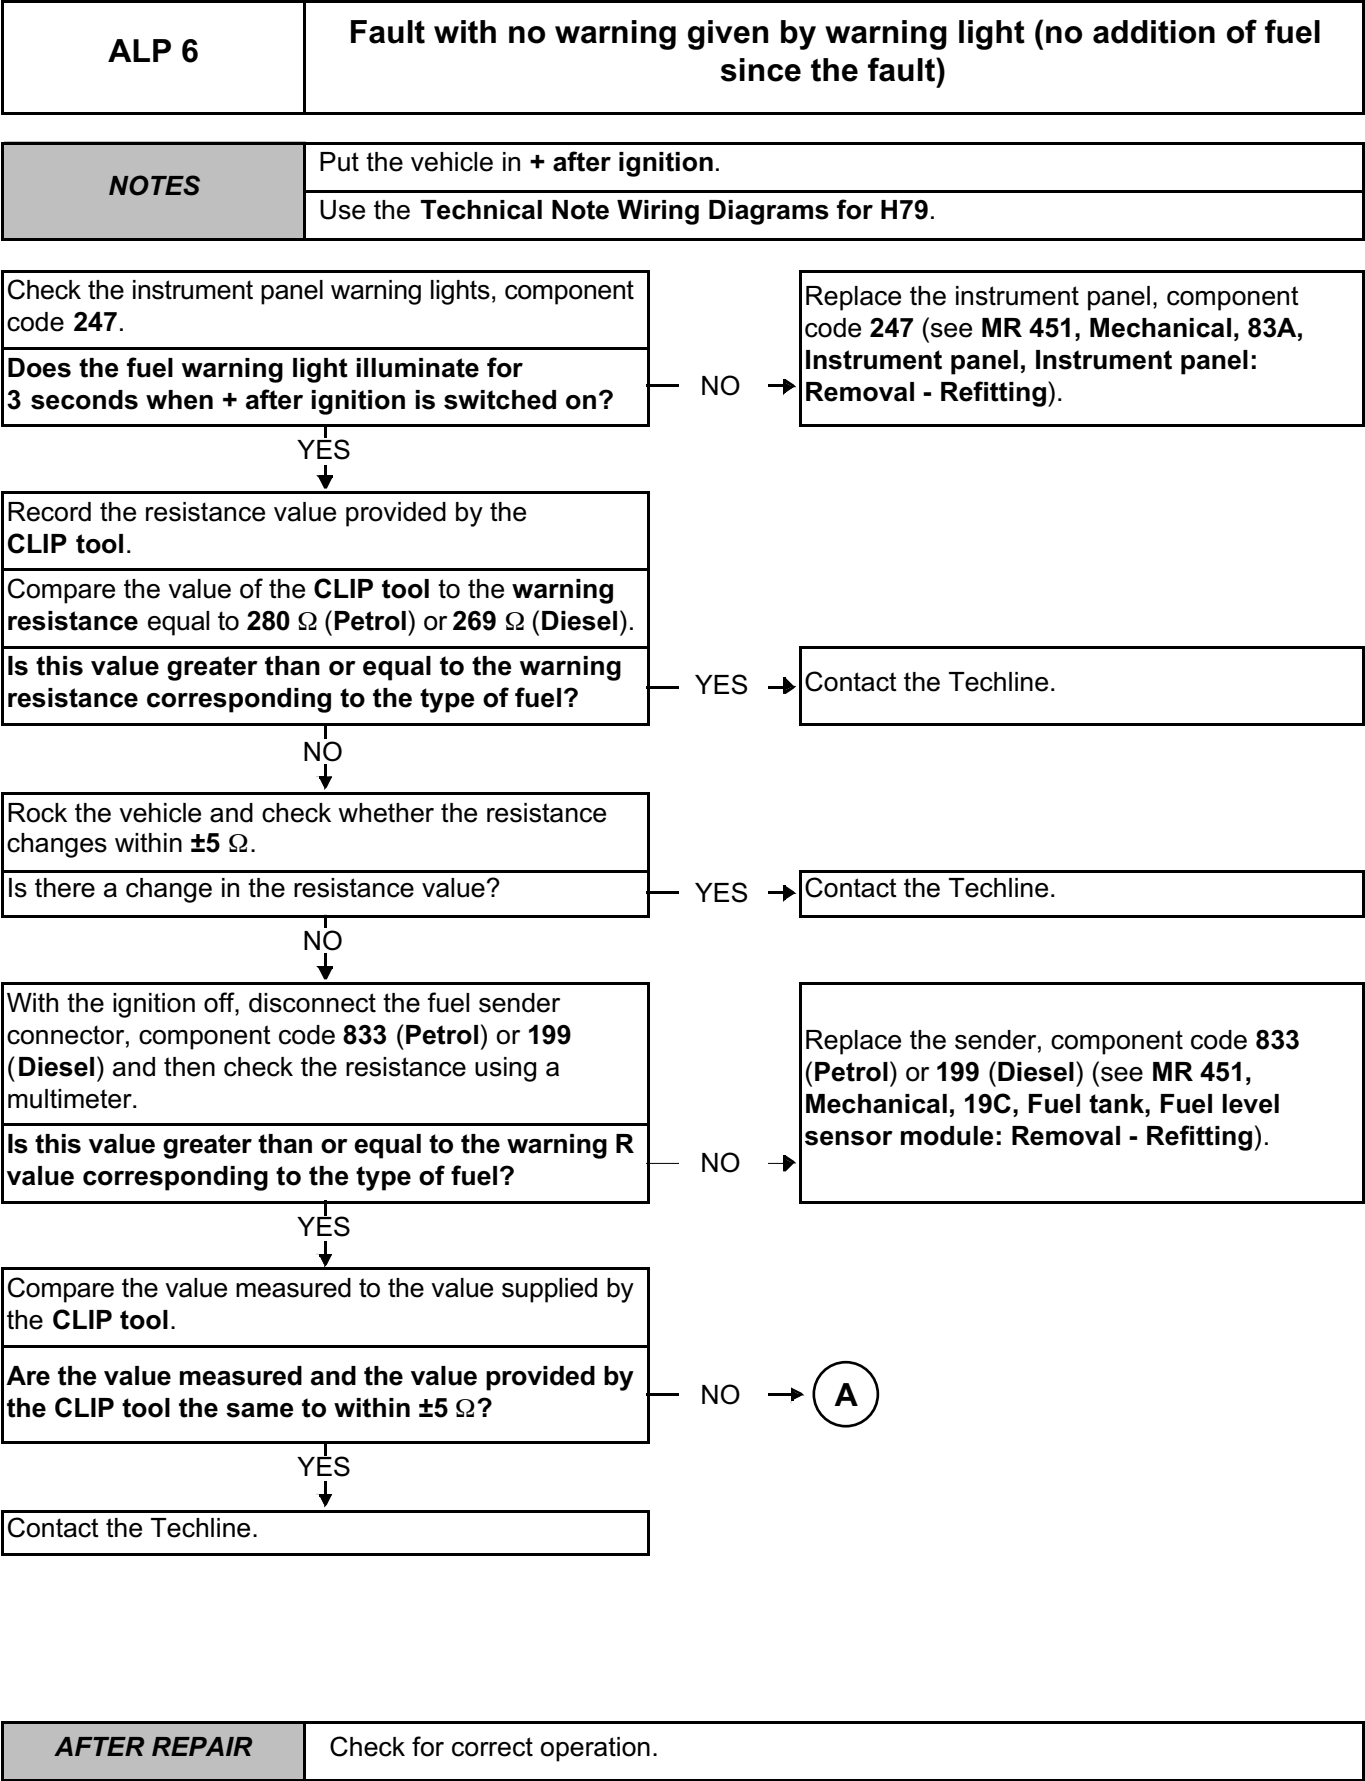 ALP 6
Fault with no warning given by warning light (no addition of fuel
since the fault)
NOTES
Put the vehicle in + after ignition.
Use the Technical Note Wiring Diagrams for H79.
Check the instrument panel warning lights, component
code 247.
Does the fuel warning light illuminate for
3 seconds when + after ignition is switched on?
NO
Replace the instrument panel, component
code 247 (see MR 451, Mechanical, 83A,
Instrument panel, Instrument panel:
Removal - Refitting).
YES
Record the resistance value provided by the
CLIP tool.
Compare the value of the CLIP tool to the warning
resistance equal to 280 Ω (Petrol) or 269 Ω (Diesel).
Is this value greater than or equal to the warning
resistance corresponding to the type of fuel?
YES
Contact the Techline.
NO
Rock the vehicle and check whether the resistance
changes within ±5 Ω.
Is there a change in the resistance value?
YES
Contact the Techline.
NO
With the ignition off, disconnect the fuel sender
connector, component code 833 (Petrol) or 199
(Diesel) and then check the resistance using a
multimeter.
Is this value greater than or equal to the warning R
value corresponding to the type of fuel?
NO
Replace the sender, component code 833
(Petrol) or 199 (Diesel) (see MR 451,
Mechanical, 19C, Fuel tank, Fuel level
sensor module: Removal - Refitting).
YES
Compare the value measured to the value supplied by
the CLIP tool.
Are the value measured and the value provided by
the CLIP tool the same to within ±5 Ω?
NO
A
YES
Contact the Techline.
AFTER REPAIR
Check for correct operation.